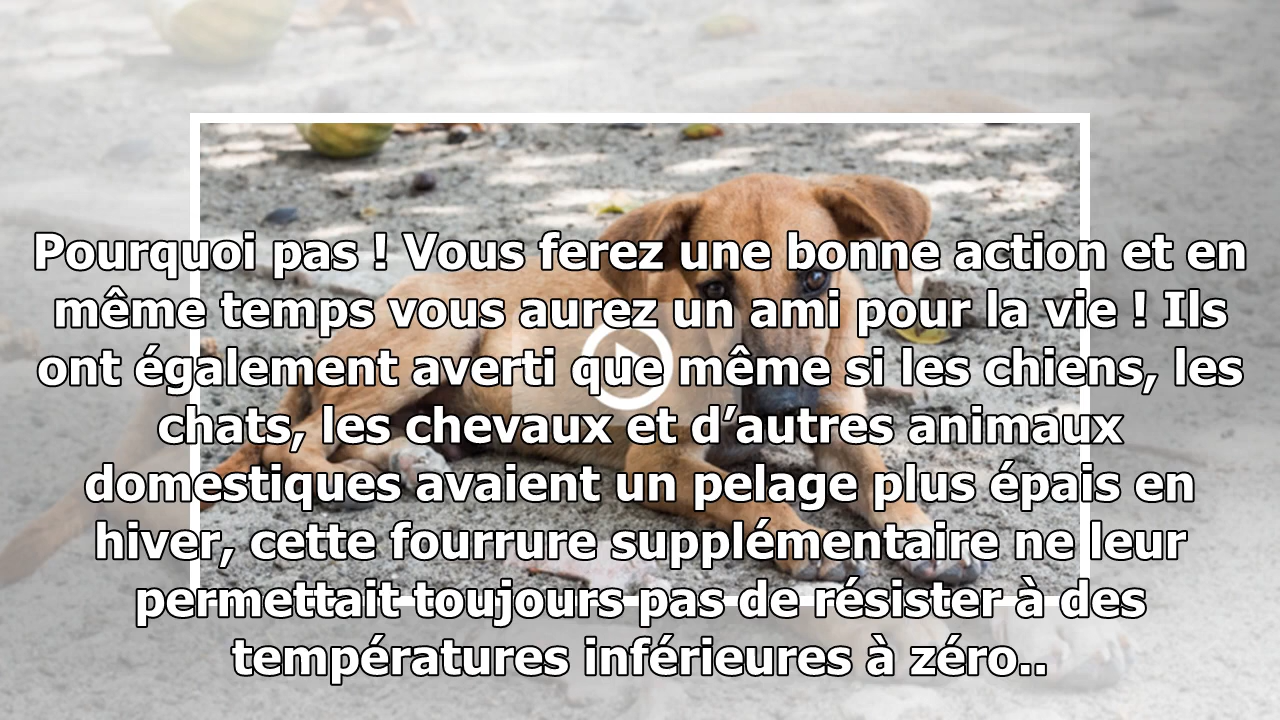 Pourquoi pas ! Vous ferez une bonne action et en
même temps vous aurez un ami pour la vie ! Ils
ont également averti que même si les chiens, les
chats, les chevaux et d’autres animaux
domestiques avaient un pelage plus épais en
hiver, cette fourrure supplémentaire ne leur
permettait toujours pas de résister à des
températures inférieures à zéro..